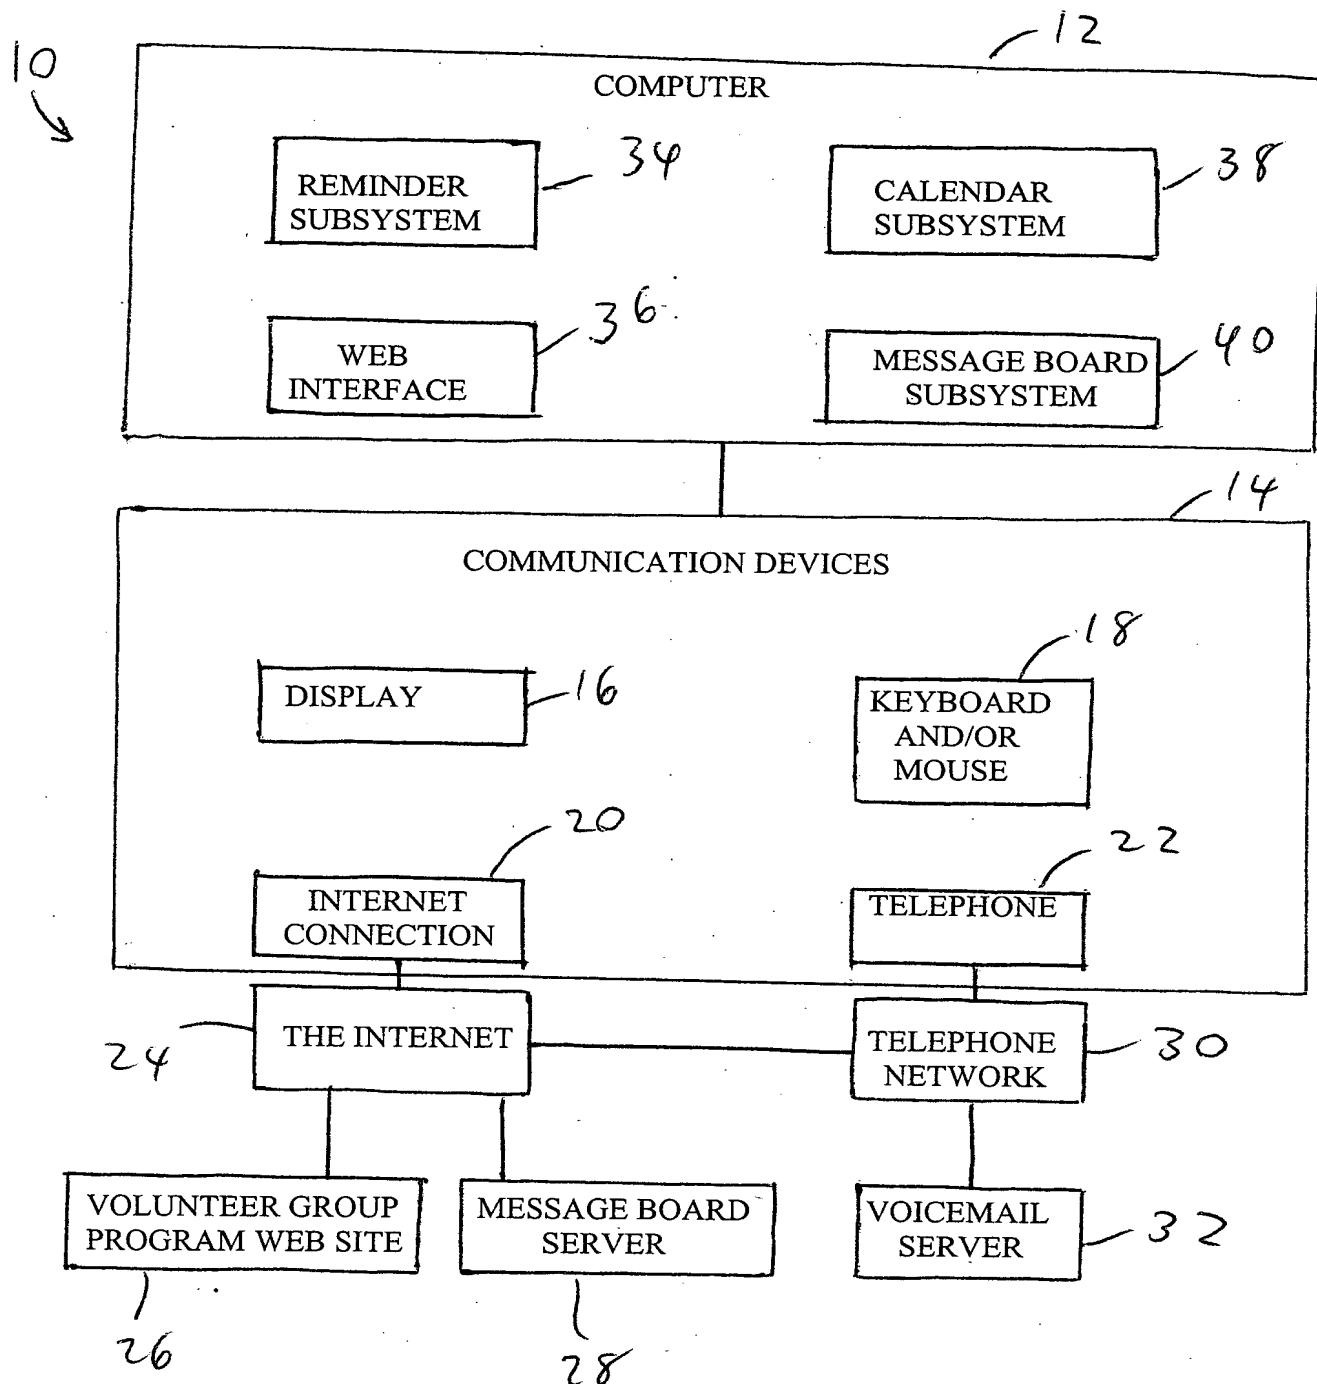 12
10
COMPUTER
34
38
REMINDER
SUBSYSTEM
CALENDAR
SUBSYSTEM
36
40
WEB
INTERFACE
MESSAGE BOARD
SUBSYSTEM
14
COMMUNICATION DEVICES
18
16
DISPLAY
KEYBOARD
AND/OR
MOUSE
20
22
INTERNET
CONNECTION
TELEPHONE
24
THE INTERNET
TELEPHONE
NETWORK
30
VOLUNTEER GROUP
PROGRAM WEB SITE
MESSAGE BOARD
SERVER
VOICEMAIL
SERVER
32
26
28